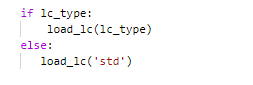 if lc_type:
    load_lc(lc_type)
else:
   load_lc('std')